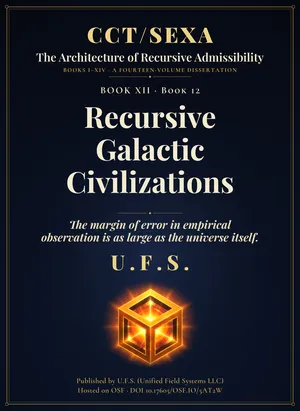 CCT/SEXA
The Architecture of Recursive Admissibility
BOOKS I–XIV · A FOURTEEN-VOLUME DISSERTATION
BOOK XII · Book 12
Recursive
Galactic
Civilizations
The margin of error in empirical
observation is as large as the universe itself.
U.F.S.
Published by U.F.S. (Unified Field Systems LLC)
Hosted on OSF · DOI 10.17605/OSF.IO/5AT2W